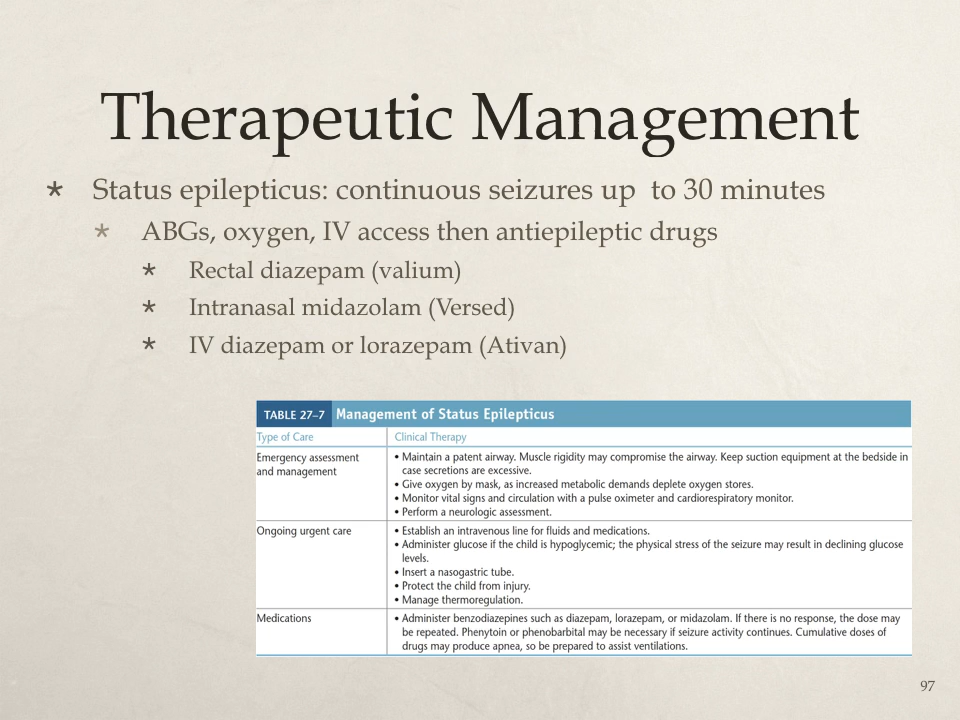 Therapeutic Management
* Status epilepticus: continuous seizures up  to 30 minutes
* ABGs, oxygen, IV access then antiepileptic drugs
* Rectal diazepam (valium)
* Intranasal midazolam (Versed)
* IV diazepam or lorazepam (Ativan)
TABLE 27–7 Management of Status Epilepticus
Type of Care Clinical Therapy
Emergency assessment
and management
• Maintain a patent airway. Muscle rigidity may compromise the airway. Keep suction equipment at the bedside in
case secretions are excessive.
• Give oxygen by mask, as increased metabolic demands deplete oxygen stores.
• Monitor vital signs and circulation with a pulse oximeter and cardiorespiratory monitor.
• Perform a neurologic assessment.
Ongoing urgent care
• Establish an intravenous line for fluids and medications.
• Administer glucose if the child is hypoglycemic; the physical stress of the seizure may result in declining glucose
levels.
• Insert a nasogastric tube.
• Protect the child from injury.
• Manage thermoregulation.
Medications
• Administer benzodiazepines such as diazepam, lorazepam, or midazolam. If there is no response, the dose may
be repeated. Phenytoin or phenobarbital may be necessary if seizure activity continues. Cumulative doses of
drugs may produce apnea, so be prepared to assist ventilations.
97